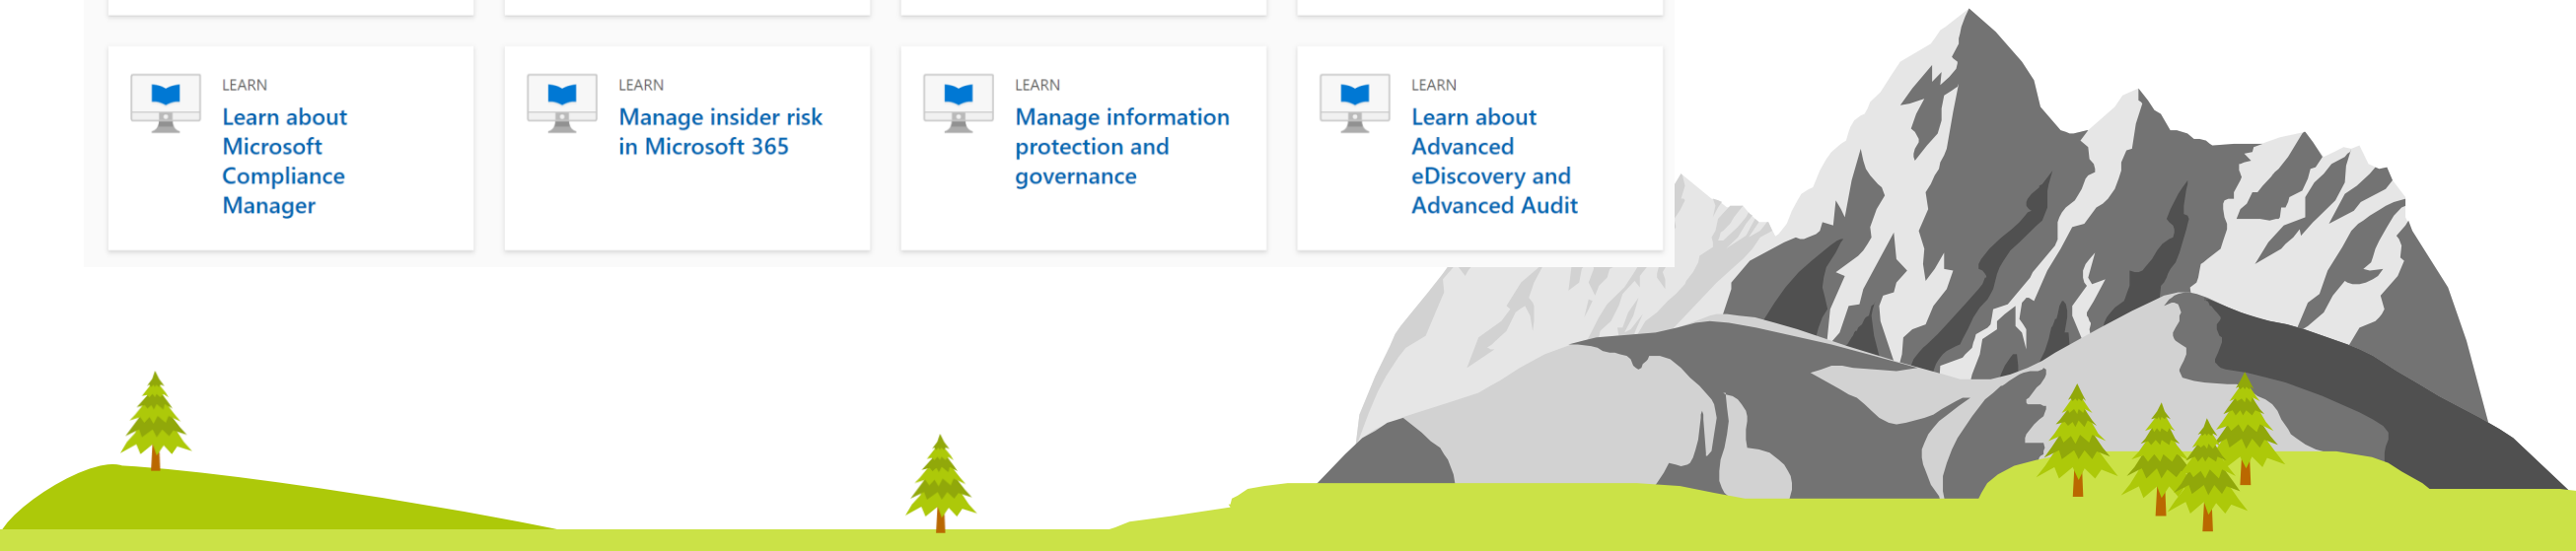 LEARN
Learn about
Microsoft
Compliance
Manager
LEARN
Manage insider risk
in Microsoft 365
LEARN
Manage information
protection and
governance
LEARN
Learn about
Advanced
eDiscovery and
Advanced Audit